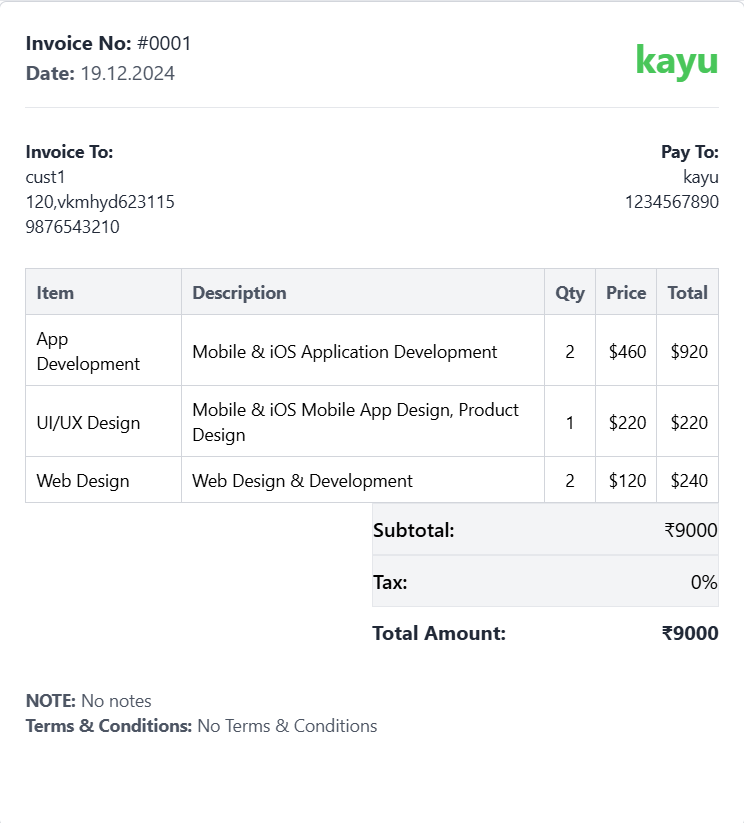 Invoice No: #0001
Date: 19.12.2024
kayu
Invoice To:
cust1
120,vkmhyd623115
9876543210
Pay To:
kayu
1234567890
Item Description Qty Price Total
App
Development
Mobile & iOS Application Development 2 $460 $920
UI/UX Design
Mobile & iOS Mobile App Design, Product
Design
1 $220 $220
Web Design Web Design & Development 2 $120 $240
Subtotal: ₹9000
Tax: 0%
Total Amount: ₹9000
NOTE: No notes
Terms & Conditions: No Terms & Conditions